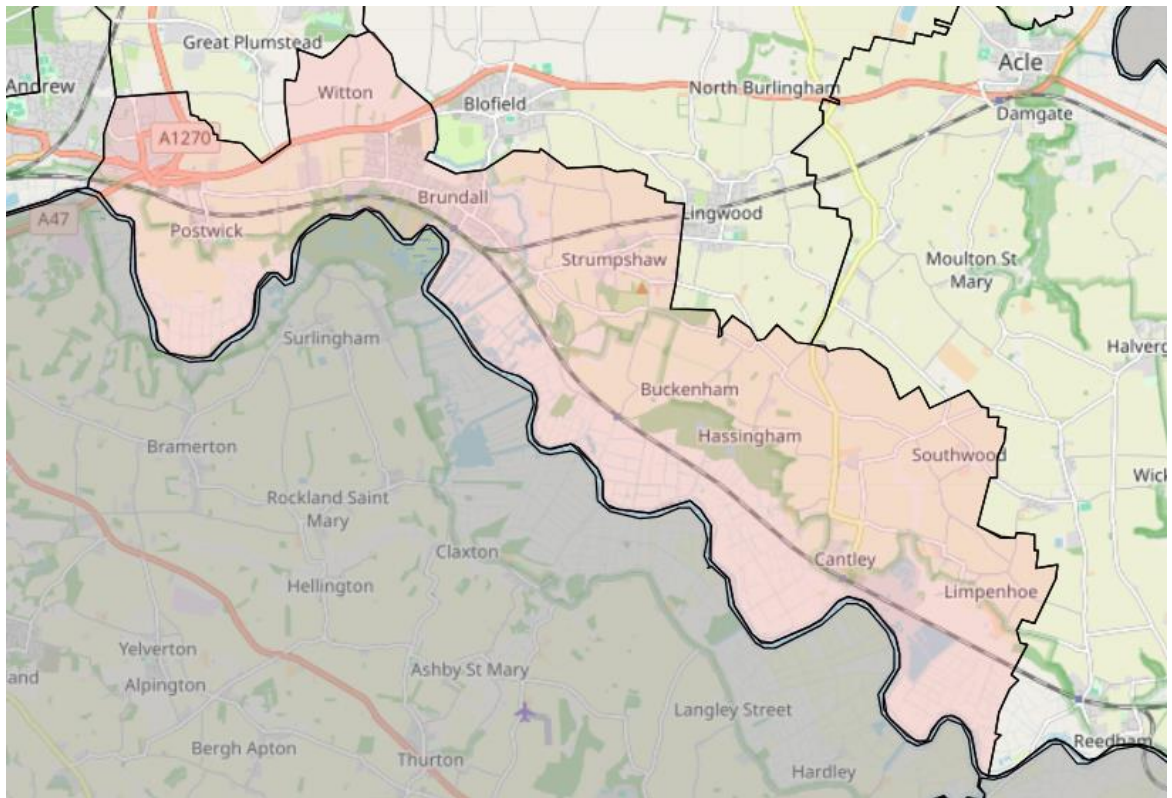 Great Plumstead
Andrew
Witton
Blofield
North Burlingham
Acle
Damgate
A1270
Brundall
Lingwood
A47
Postwick
Strumpshaw
Moulton St
Mary
Surlingham
Halverg
Buckenham
Hassingham
Bramerton
Southwood
Wick
Rockland Saint
Mary
Claxton
Cantley
Hellington
Limpenhoe
Yelverton
Ashby St Mary
and
Alpington
Langley Street
Bergh Apton
Reedham
Thurton
Hardley